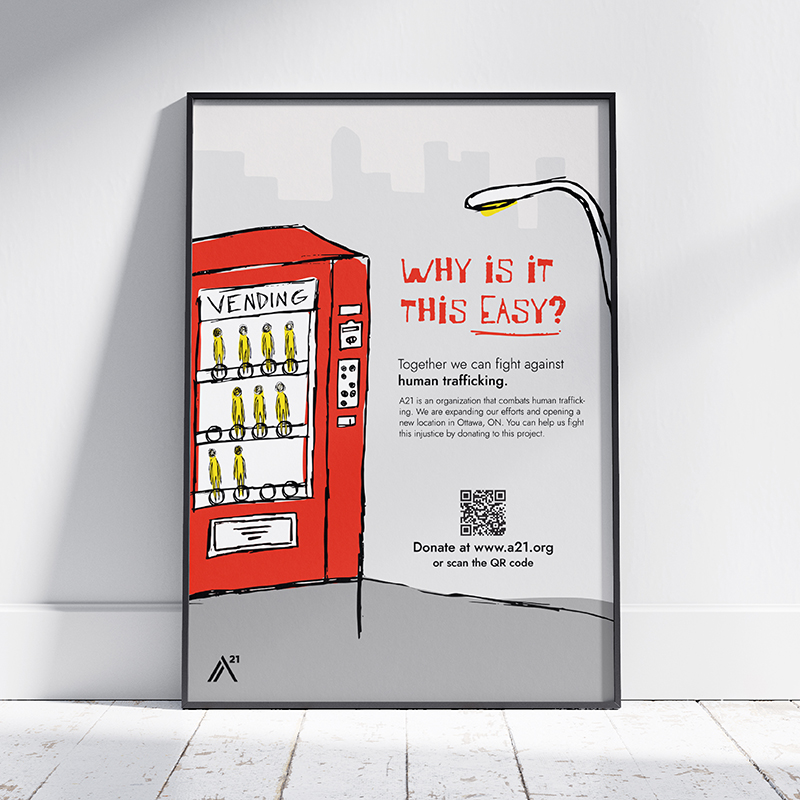 VENDING
WHY IS IT
THIS EASY?
Together we can fight against
human trafficking.
A21 is an organization that combats human traffick-
ing. We are expanding our efforts and opening a
new location in Ottawa, ON. You can help us fight
this injustice by donating to this project.
Donate at www.a21.org
or scan the QR code
A21